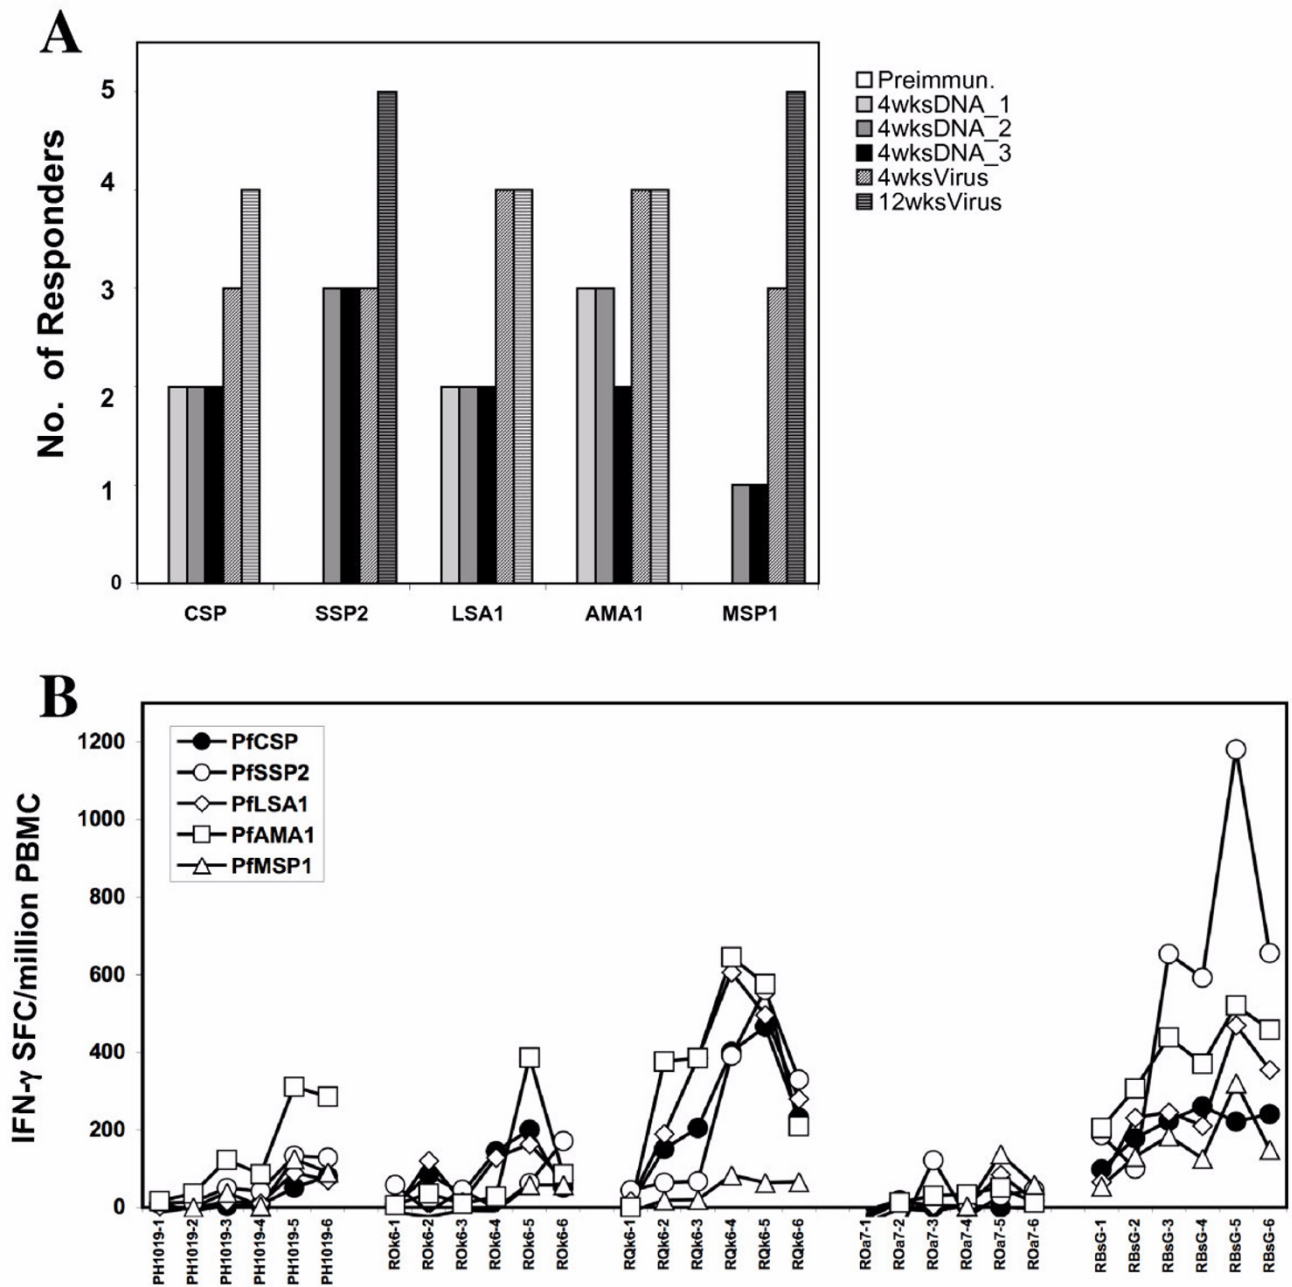 A
No. of Responders
5
4
3
2
1
0
CSP SSP2 LSA1 AMA1 MSP1
Preimmun.
4wksDNA_1
4wksDNA_2
4wksDNA_3
4wksVirus
12wksVirus
B
IFN-γ SFC/million PBMC
1200
1000
800
600
400
200
0
PfCSP
PfSSP2
PfLSA1
PfAMA1
PfMSP1
PH1019-1
PH1019-2
PH1019-3
PH1019-4
PH1019-5
PH1019-6
ROk6-1
ROk6-2
ROk6-3
ROk6-4
ROk6-5
ROk6-6
RQk6-1
RQk6-2
RQk6-3
RQk6-4
RQk6-5
RQk6-6
ROa7-1
ROa7-2
ROa7-3
ROa7-4
ROa7-5
ROa7-6
RBsG-1
RBsG-2
RBsG-3
RBsG-4
RBsG-5
RBsG-6